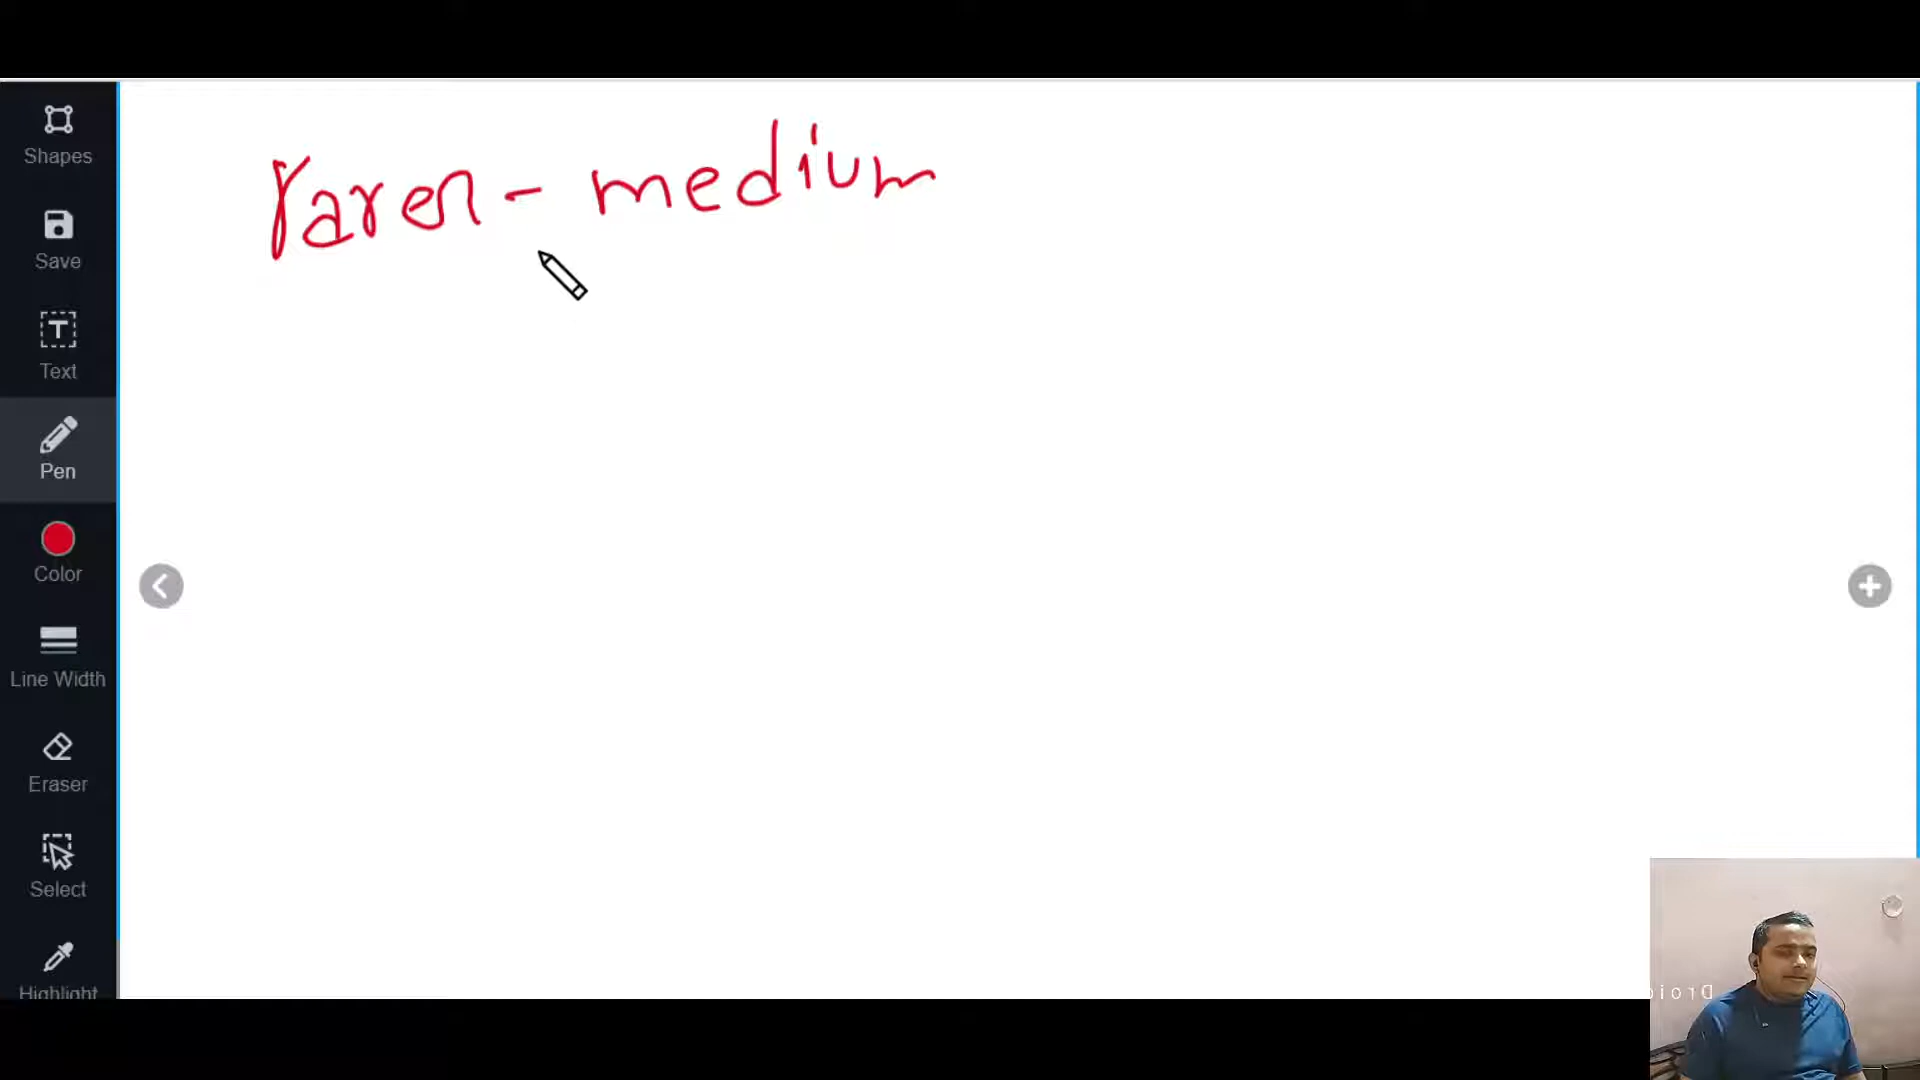 rarer - medium
Shapes
Save
Text
Pen
Color
Line Width
Eraser
Select
Highlight